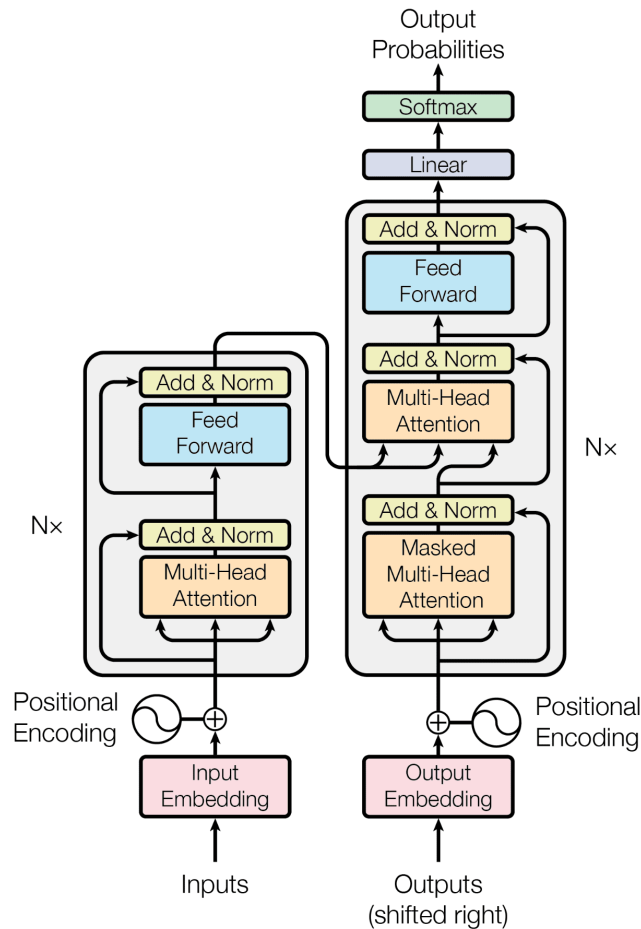 Output
Probabilities
Softmax
Linear
Add & Norm
Feed
Forward
Add & Norm
Multi-Head
Attention
Add & Norm
Masked
Multi-Head
Attention
N×
Add & Norm
Feed
Forward
Add & Norm
Multi-Head
Attention
N×
Positional
Encoding
Positional
Encoding
Input
Embedding
Output
Embedding
Inputs
Outputs
(shifted right)